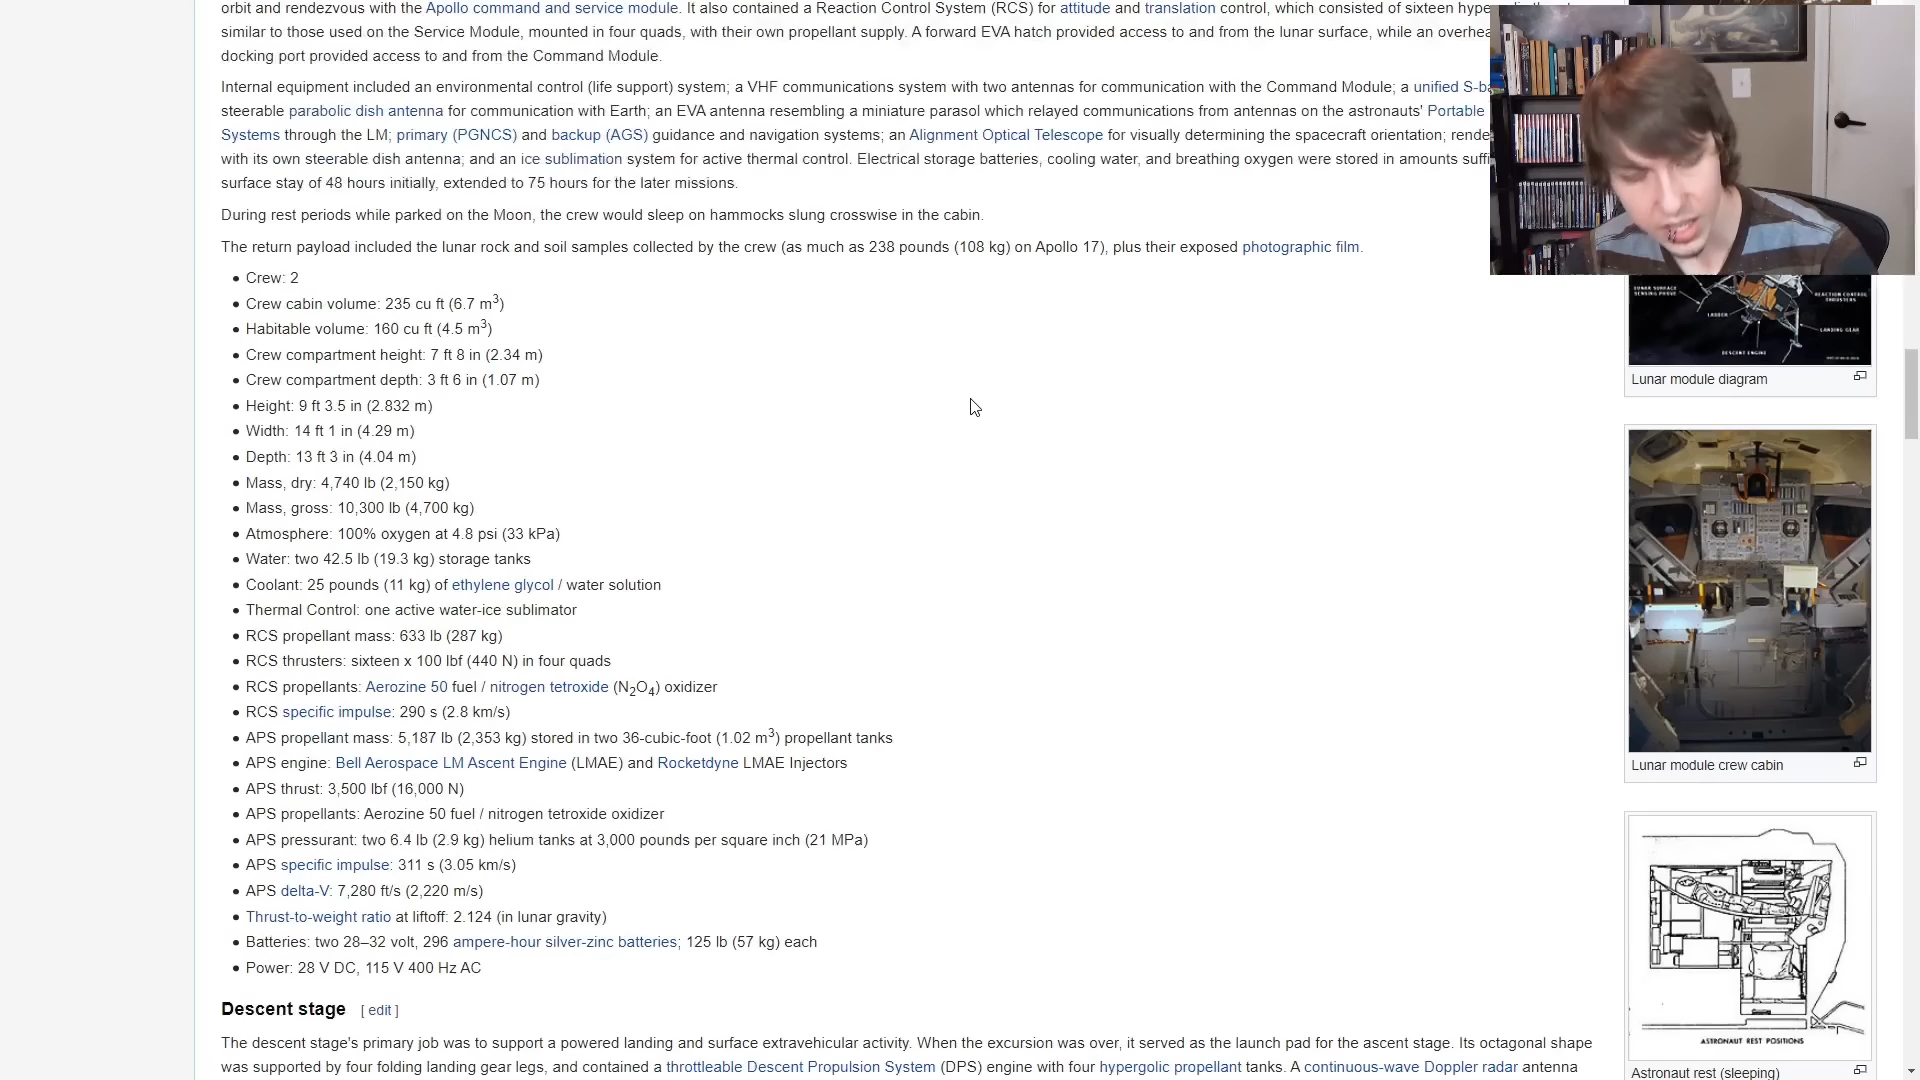 orbit and rendezvous with the Apollo command and service module. It also contained a Reaction Control System (RCS) for attitude and translation control, which consisted of sixteen
similar to those used on the Service Module, mounted in four quads, with their own propellant supply. A forward EVA hatch provided access to and from the lunar surface, while an
docking port provided access to and from the Command Module.
Internal equipment included an environmental control (life support) system; a VHF communications system with two antennas for communication with the Command Module; a unified
steerable parabolic dish antenna for communication with Earth; an EVA antenna resembling a miniature parasol which relayed communications from antennas on the astronauts' Portable
Systems through the LM; primary (PGNCS) and backup (AGS) guidance and navigation systems; an Alignment Optical Telescope for visually determining the spacecraft orientation;
with its own steerable dish antenna; and an ice sublimation system for active thermal control. Electrical storage batteries, cooling water, and breathing oxygen were stored in amounts
surface stay of 48 hours initially, extended to 75 hours for the later missions.
During rest periods while parked on the Moon, the crew would sleep on hammocks slung crosswise in the cabin.
The return payload included the lunar rock and soil samples collected by the crew (as much as 238 pounds (108 kg) on Apollo 17), plus their exposed photographic film.
• Crew: 2
• Crew cabin volume: 235 cu ft (6.7 m³)
• Habitable volume: 160 cu ft (4.5 m³)
• Crew compartment height: 7 ft 8 in (2.34 m)
• Crew compartment depth: 3 ft 6 in (1.07 m)
• Height: 9 ft 3.5 in (2.832 m)
• Width: 14 ft 1 in (4.29 m)
• Depth: 13 ft 3 in (4.04 m)
• Mass, dry: 4,740 lb (2,150 kg)
• Mass, gross: 10,300 lb (4,700 kg)
• Atmosphere: 100% oxygen at 4.8 psi (33 kPa)
• Water: two 42.5 lb (19.3 kg) storage tanks
• Coolant: 25 pounds (11 kg) of ethylene glycol / water solution
• Thermal Control: one active water-ice sublimator
• RCS propellant mass: 633 lb (287 kg)
• RCS thrusters: sixteen x 100 lbf (440 N) in four quads
• RCS propellants: Aerozine 50 fuel / nitrogen tetroxide (N₂O₄) oxidizer
• RCS specific impulse: 290 s (2.8 km/s)
• APS propellant mass: 5,187 lb (2,353 kg) stored in two 36-cubic-foot (1.02 m³) propellant tanks
• APS engine: Bell Aerospace LM Ascent Engine (LMAE) and Rocketdyne LMAE Injectors
• APS thrust: 3,500 lbf (16,000 N)
• APS propellants: Aerozine 50 fuel / nitrogen tetroxide oxidizer
• APS pressurant: two 6.4 lb (2.9 kg) helium tanks at 3,000 pounds per square inch (21 MPa)
• APS specific impulse: 311 s (3.05 km/s)
• APS delta-V: 7,280 ft/s (2,220 m/s)
• Thrust-to-weight ratio at liftoff: 2.124 (in lunar gravity)
• Batteries: two 28–32 volt, 296 ampere-hour silver-zinc batteries; 125 lb (57 kg) each
• Power: 28 V DC, 115 V 400 Hz AC
Descent stage [ edit ]
The descent stage's primary job was to support a powered landing and surface extravehicular activity. When the excursion was over, it served as the launch pad for the ascent stage. Its octagonal shape
was supported by four folding landing gear legs, and contained a throttleable Descent Propulsion System (DPS) engine with four hypergolic propellant tanks. A continuous-wave Doppler radar antenna
LUNAR SURFACE
SENSING PROBE
REACTION CONTROL
THRUSTERS
LADDER
LANDING GEAR
DESCENT ENGINE
Lunar module diagram
Lunar module crew cabin
ASTRONAUT REST POSITIONS
Astronaut rest (sleeping)